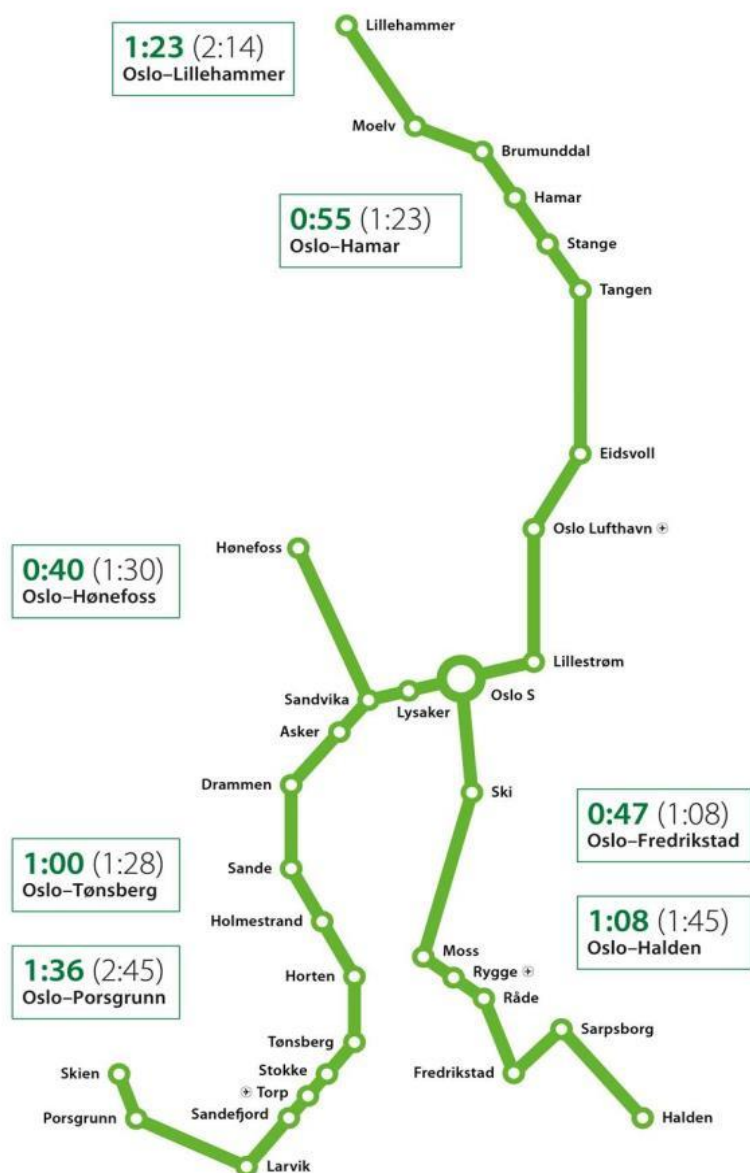 Lillehammer
1:23 (2:14)
Oslo–Lillehammer
Moelv
Brumunddal
Hamar
0:55 (1:23)
Oslo–Hamar
Stange
Tangen
Eidsvoll
Oslo Lufthavn
Hønefoss
0:40 (1:30)
Oslo–Hønefoss
Lillestrøm
Sandvika
Lysaker
Oslo S
Asker
Drammen
Ski
0:47 (1:08)
Oslo–Fredrikstad
1:00 (1:28)
Oslo–Tønsberg
Sande
Holmestrand
1:08 (1:45)
Oslo–Halden
1:36 (2:45)
Oslo–Porsgrunn
Moss
Rygge
Horten
Råde
Sarpsborg
Tønsberg
Stokke
Skien
Fredrikstad
Torp
Sandefjord
Porsgrunn
Halden
Larvik